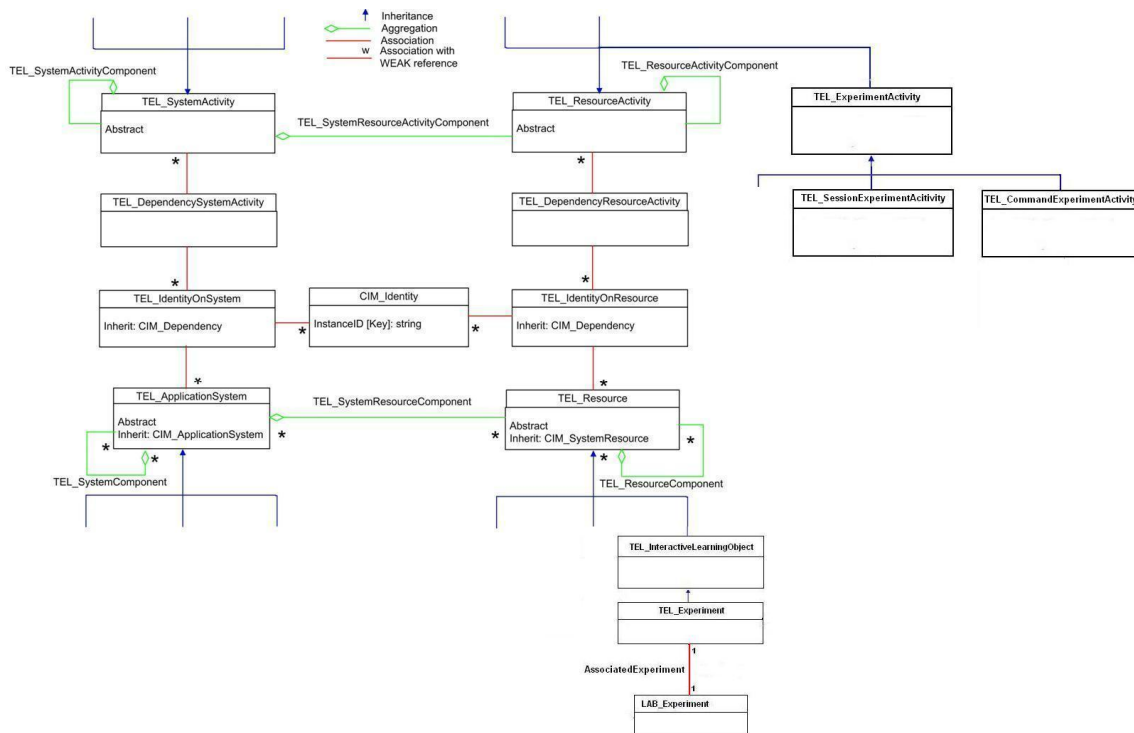 Inheritance
Aggregation
Association
w Association with
WEAK reference
TEL_SystemActivityComponent
TEL_ResourceActivityComponent
TEL_SystemActivity
Abstract
TEL_SystemResourceActivityComponent
TEL_ResourceActivity
Abstract
TEL_ExperimentActivity
*
*
TEL_DependencySystemActivity
TEL_DependencyResourceActivity
TEL_SessionExperimentAcitivity
TEL_CommandExperimentActivity
*
*
TEL_IdentityOnSystem
Inherit: CIM_Dependency
CIM_Identity
InstanceID [Key]: string
TEL_IdentityOnResource
Inherit: CIM_Dependency
*
*
*
*
TEL_ApplicationSystem
Abstract
Inherit: CIM_ApplicationSystem
TEL_SystemResourceComponent
TEL_Resource
Abstract
Inherit: CIM_SystemResource
*
*
*
*
*
*
TEL_SystemComponent
TEL_ResourceComponent
TEL_InteractiveLearningObject
TEL_Experiment
1
AssociatedExperiment
1
LAB_Experiment